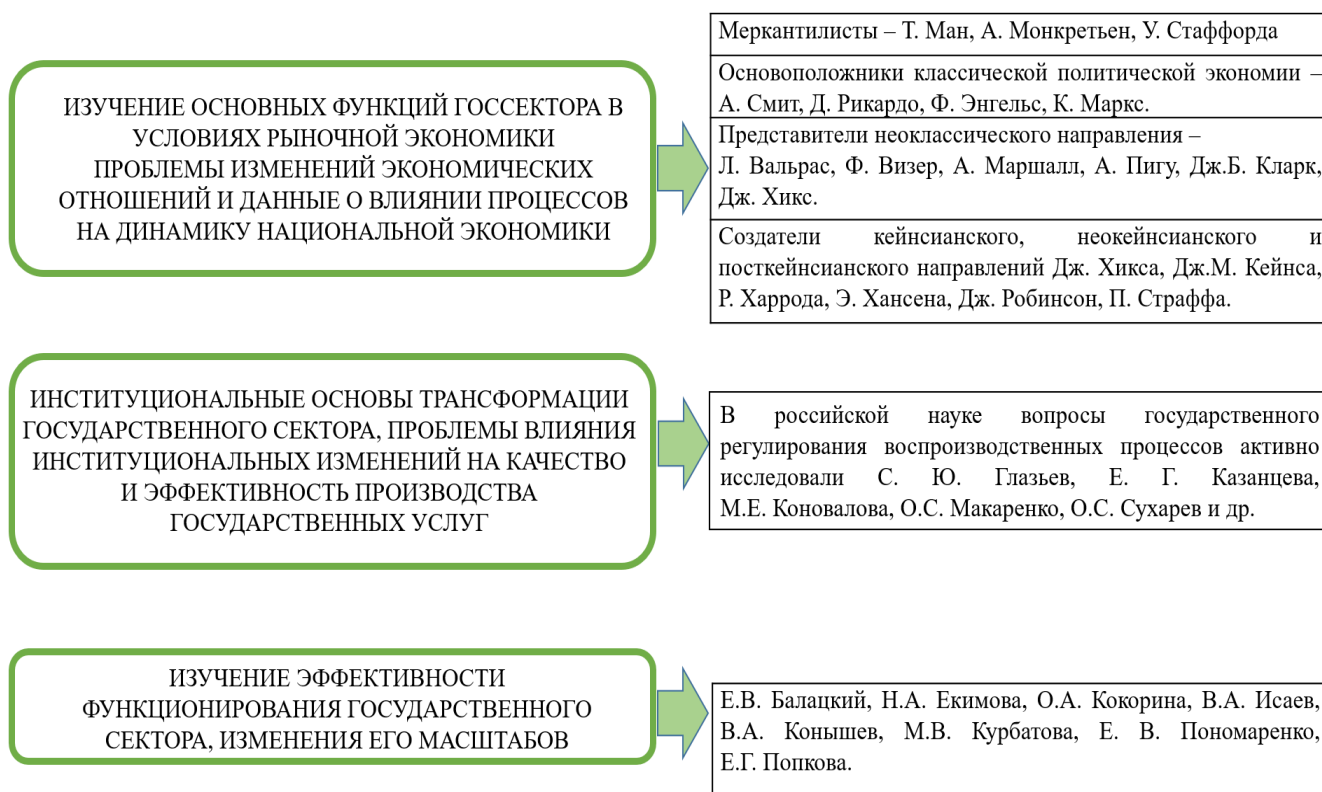 ИЗУЧЕНИЕ ОСНОВНЫХ ФУНКЦИЙ ГОССЕКТОРА В
УСЛОВИЯХ РЫНОЧНОЙ ЭКОНОМИКИ
ПРОБЛЕМЫ ИЗМЕНЕНИЙ ЭКОНОМИЧЕСКИХ
ОТНОШЕНИЙ И ДАННЫЕ О ВЛИЯНИИ ПРОЦЕССОВ
НА ДИНАМИКУ НАЦИОНАЛЬНОЙ ЭКОНОМИКИ
Меркантилисты – Т. Ман, А. Монкретьен, У. Стаффорда
Основоположники классической политической экономии –
А. Смит, Д. Рикардо, Ф. Энгельс, К. Маркс.
Представители неоклассического направления –
Л. Вальрас, Ф. Визер, А. Маршалл, А. Пигу, Дж.Б. Кларк,
Дж. Хикс.
Создатели кейнсианского, неокейнсианского и
посткейнсианского направлений Дж. Хикса, Дж.М. Кейнса,
Р. Харрода, Э. Хансена, Дж. Робинсон, П. Страффа.
ИНСТИТУЦИОНАЛЬНЫЕ ОСНОВЫ ТРАНСФОРМАЦИИ
ГОСУДАРСТВЕННОГО СЕКТОРА, ПРОБЛЕМЫ ВЛИЯНИЯ
ИНСТИТУЦИОНАЛЬНЫХ ИЗМЕНЕНИЙ НА КАЧЕСТВО
И ЭФФЕКТИВНОСТЬ ПРОИЗВОДСТВА
ГОСУДАРСТВЕННЫХ УСЛУГ
В российской науке вопросы государственного
регулирования воспроизводственных процессов активно
исследовали С. Ю. Глазьев, Е. Г. Казанцева,
М.Е. Коновалова, О.С. Макаренко, О.С. Сухарев и др.
ИЗУЧЕНИЕ ЭФФЕКТИВНОСТИ
ФУНКЦИОНИРОВАНИЯ ГОСУДАРСТВЕННОГО
СЕКТОРА, ИЗМЕНЕНИЯ ЕГО МАСШТАБОВ
Е.В. Балацкий, Н.А. Екимова, О.А. Кокорина, В.А. Исаев,
В.А. Конышев, М.В. Курбатова, Е. В. Пономаренко,
Е.Г. Попкова.